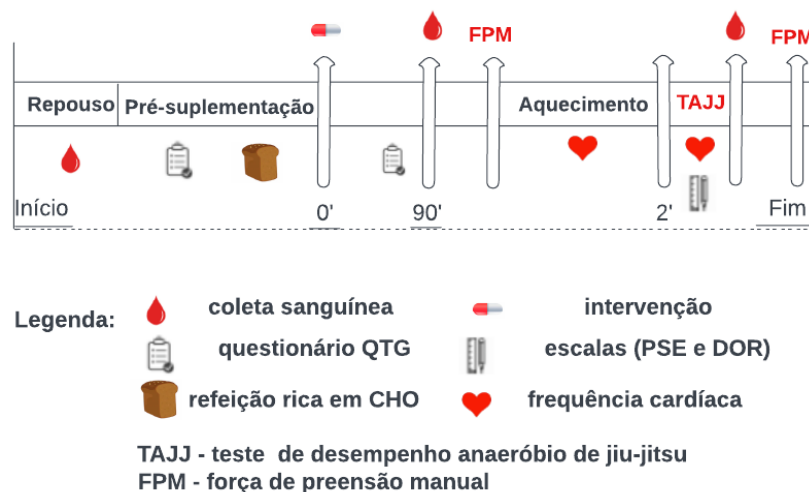 FPM
FPM
Repouso
Pré-suplementação
Aquecimento
TAJJ
Início
0'
90'
2'
Fim
Legenda:
coleta sanguínea
intervenção
questionário QTG
escalas (PSE e DOR)
refeição rica em CHO
frequência cardíaca
TAJJ - teste de desempenho anaeróbio de jiu-jitsu
FPM - força de preensão manual